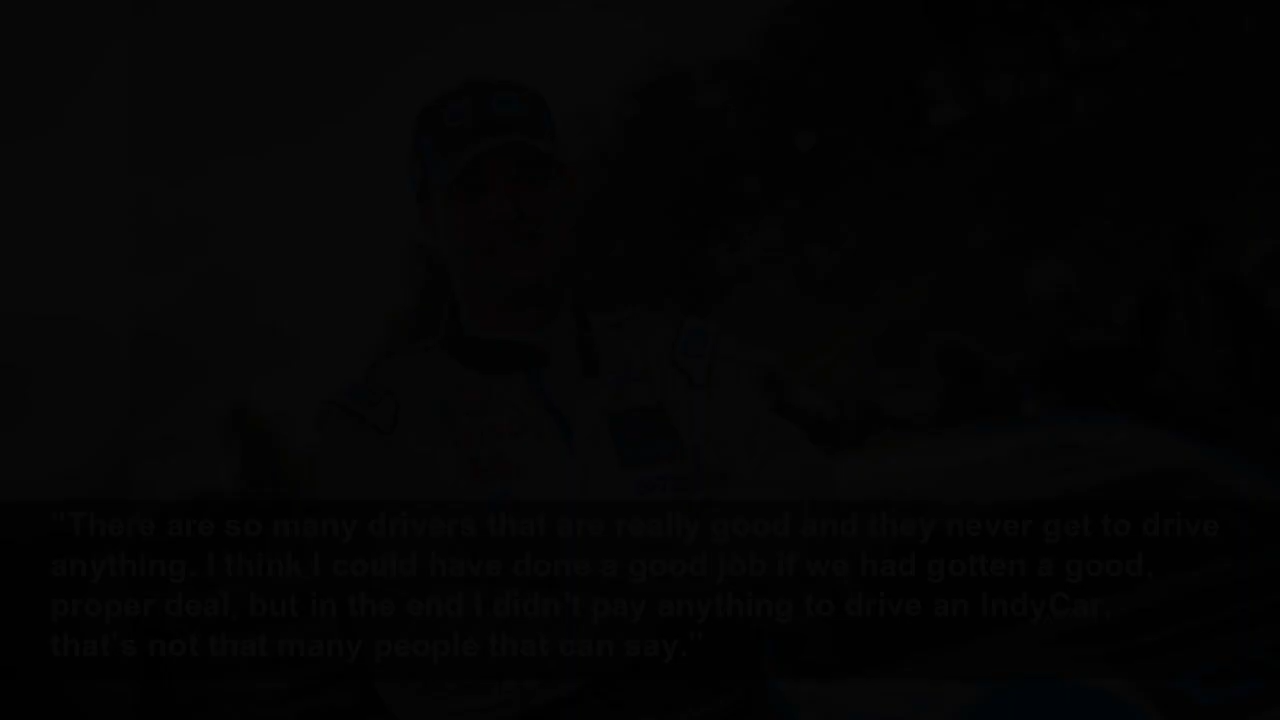 "There are so many drivers that are really good and they never get to drive
anything. I think I could have done a good job if we had gotten a good,
proper deal, but in the end I didn't pay anything to drive an IndyCar,
that's not that many people that can say."